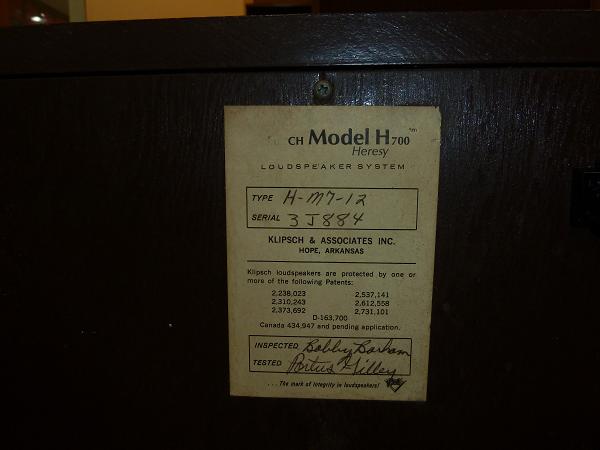 CH Model H700 ™
Heresy
LOUDSPEAKER SYSTEM
TYPE H-M7-12
SERIAL 3J884
KLIPSCH & ASSOCIATES INC.
HOPE, ARKANSAS
Klipsch loudspeakers are protected by one or
more of the following Patents:
2,238,023 2,537,141
2,310,243 2,612,558
2,373,692 2,731,101
D-163,700
Canada 434,947 and pending application.
INSPECTED Bobby
TESTED Portus Gilley
... The mark of integrity in loudspeakers!